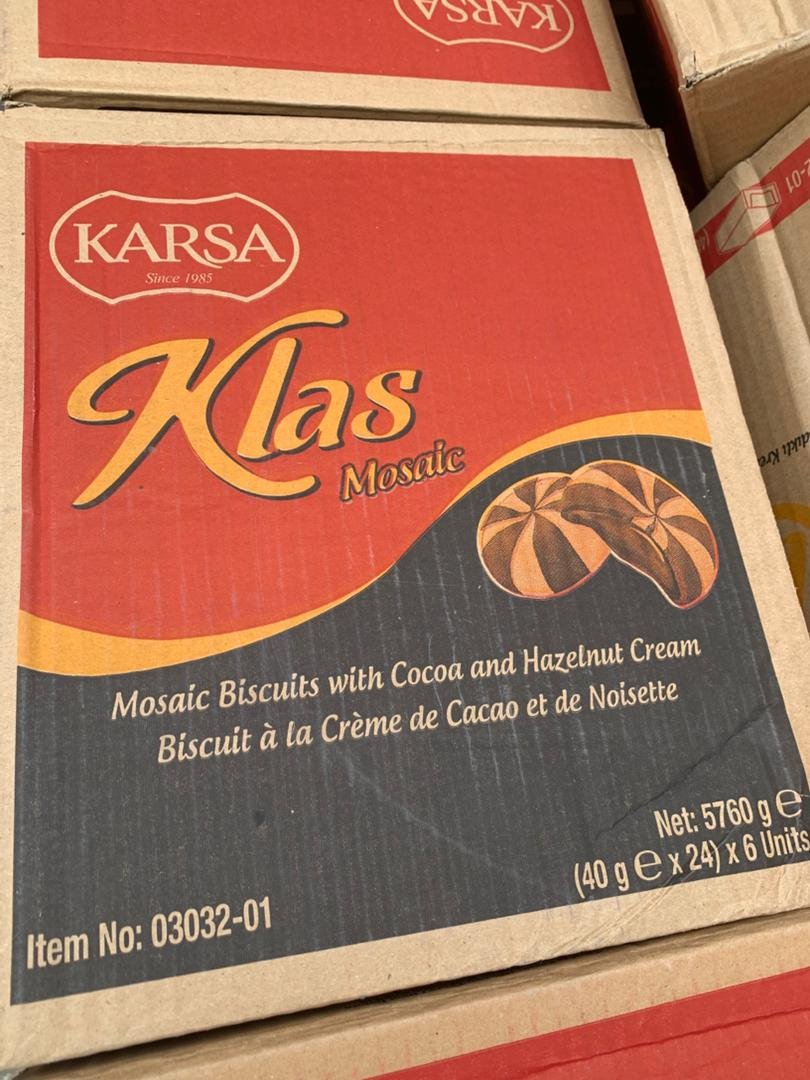 KARSA
KARSA
Since 1985
Klas
Mosaic
Mosaic Biscuits with Cocoa and Hazelnut Cream
Biscuit à la Crème de Cacao et de Noisette
Net: 5760 g ℮
(40 g ℮ x 24) x 6 Units
Item No: 03032-01